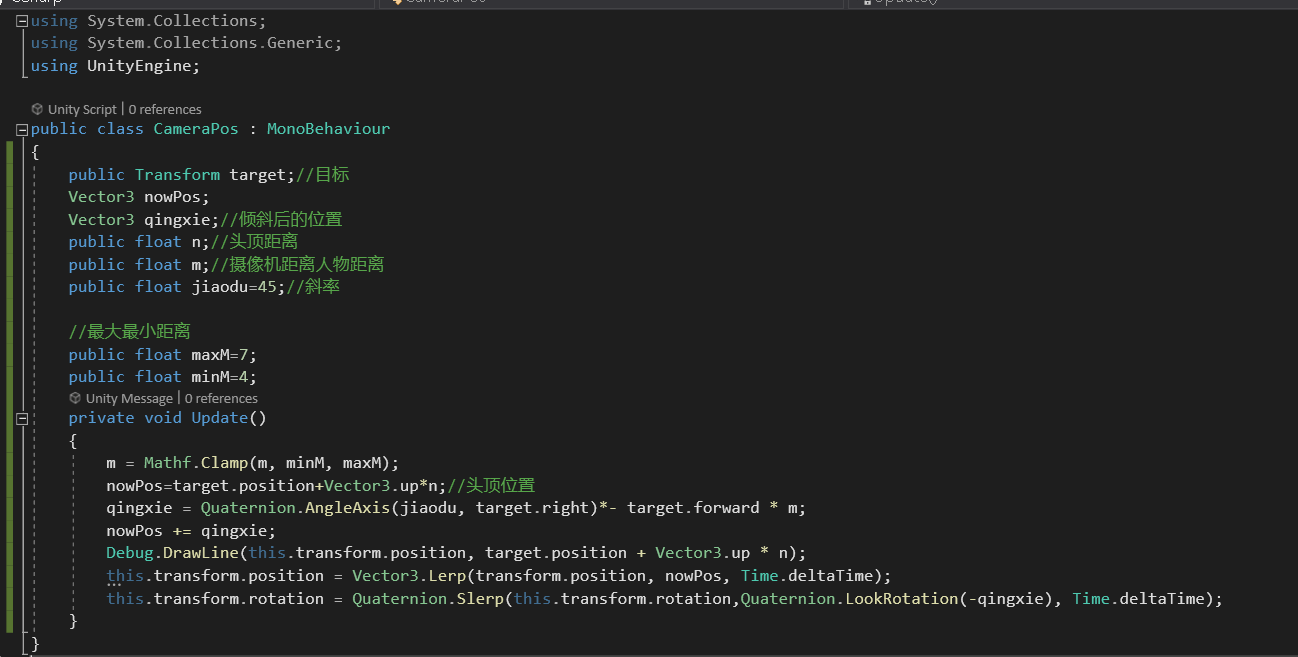 using System.Collections;
using System.Collections.Generic;
using UnityEngine;
Unity Script | 0 references
public class CameraPos : MonoBehaviour
{
public Transform target;//目标
Vector3 nowPos;
Vector3 qingxie;//倾斜后的位置
public float n;//头顶距离
public float m;//摄像机距离人物距离
public float jiaodu=45;//斜率
//最大最小距离
public float maxM=7;
public float minM=4;
Unity Message | 0 references
private void Update()
{
m = Mathf.Clamp(m, minM, maxM);
nowPos=target.position+Vector3.up*n;//头顶位置
qingxie = Quaternion.AngleAxis(jiaodu, target.right)*- target.forward * m;
nowPos += qingxie;
Debug.DrawLine(this.transform.position, target.position + Vector3.up * n);
this.transform.position = Vector3.Lerp(transform.position, nowPos, Time.deltaTime);
this.transform.rotation = Quaternion.Slerp(this.transform.rotation,Quaternion.LookRotation(-qingxie), Time.deltaTime);
}
}